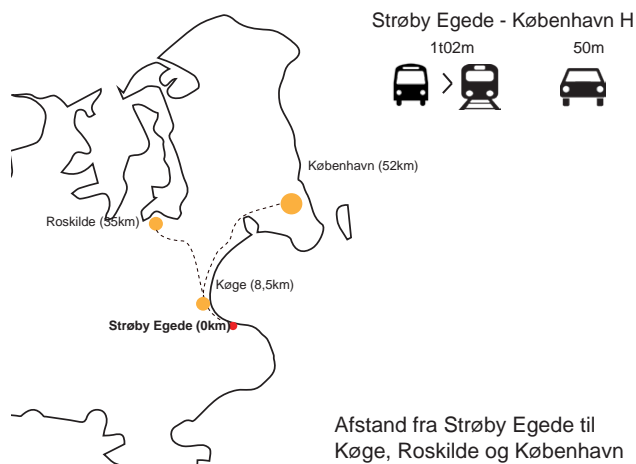 Strøby Egede - København H
1t02m
50m
København (52km)
Roskilde (35km)
Køge (8,5km)
Strøby Egede (0km)
Afstand fra Strøby Egede til
Køge, Roskilde og København